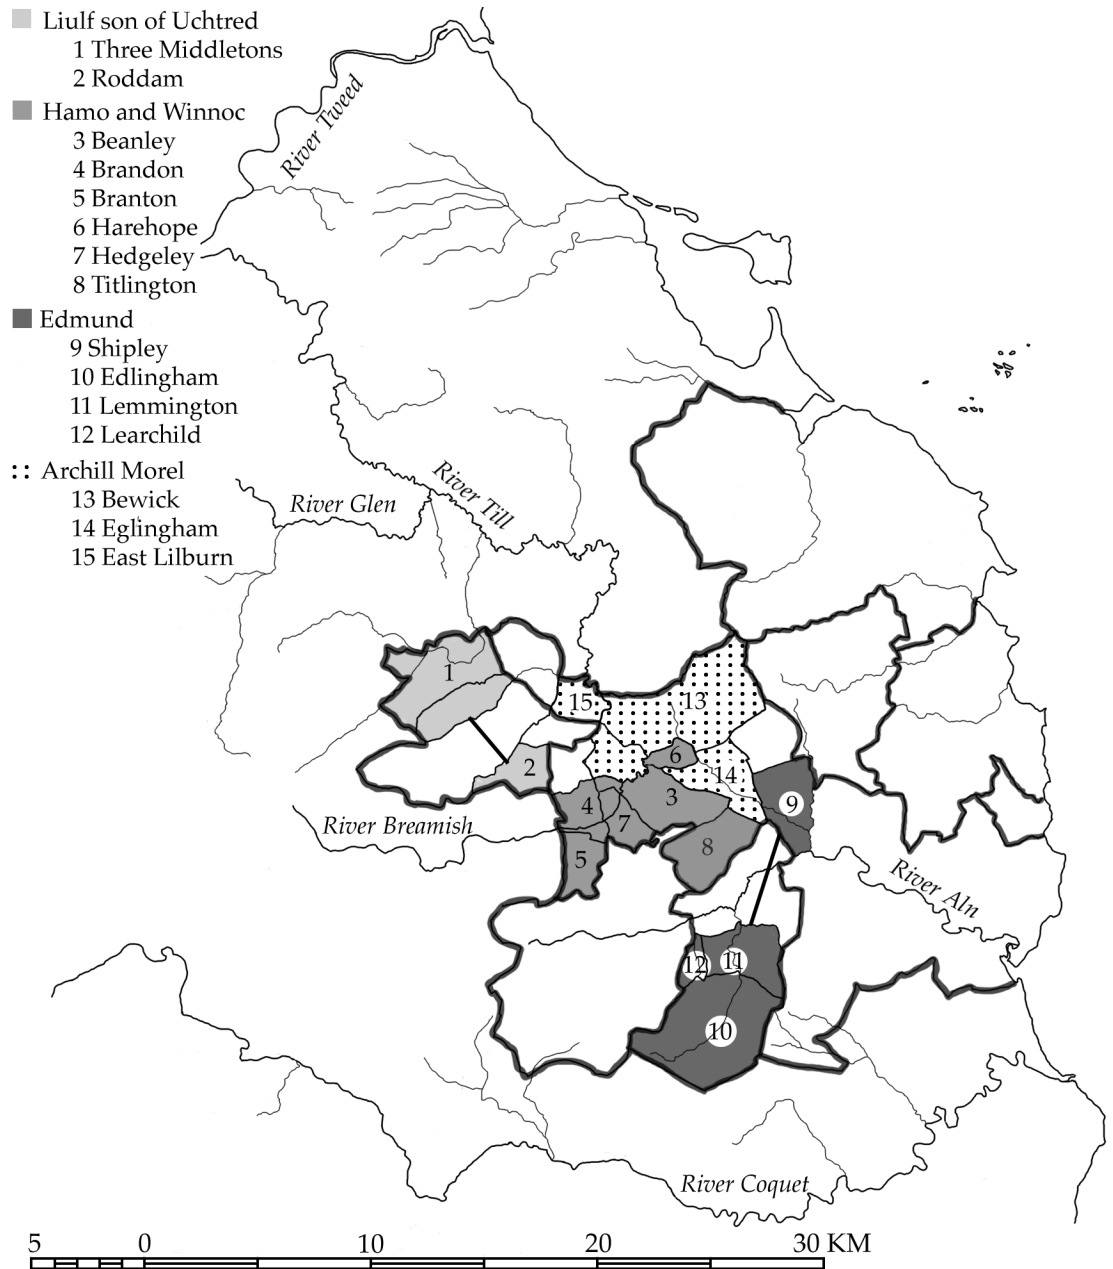 Liulf son of Uchtred
1 Three Middletons
2 Roddam
Hamo and Winnoc
3 Beanley
4 Brandon
5 Branton
6 Harehope
7 Hedgeley
8 Titlington
Edmund
9 Shipley
10 Edlingham
11 Lemmington
12 Learchild
Archill Morel
13 Bewick
14 Eglingham
15 East Lilburn
River Tweed
River Till
River Glen
1
15
13
2
6
14
3
9
4
7
River Breamish
8
5
River Aln
12
11
10
River Coquet
5 0 10 20 30 KM